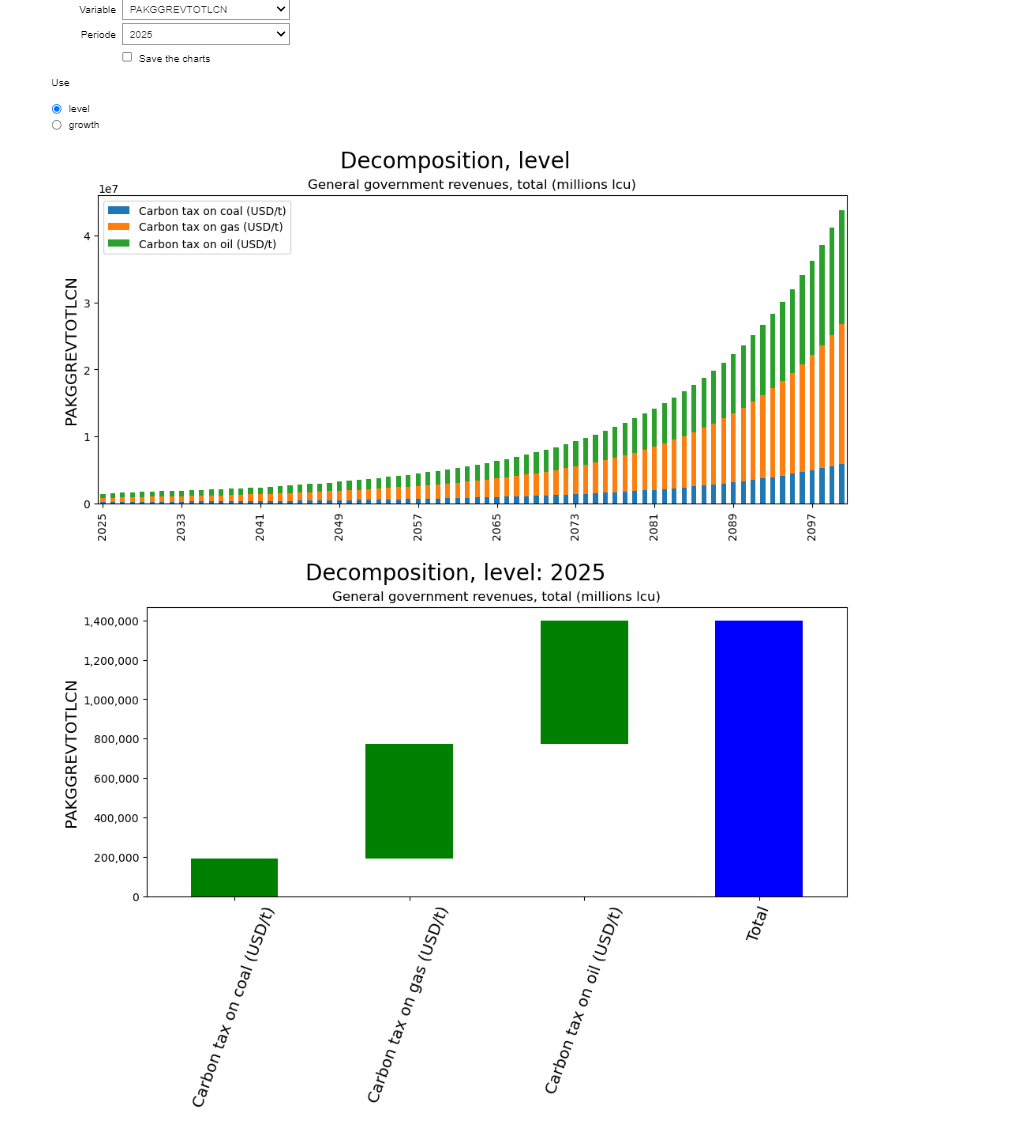 Variable PAKGGREVTOTLCN
Periode 2025
Save the charts
Use
level
growth
Decomposition, level
General government revenues, total (millions lcu)
1e7
Carbon tax on coal (USD/t)
Carbon tax on gas (USD/t)
Carbon tax on oil (USD/t)
PAKGGREVTOTLCN
4
3
2
1
0
2025 2033 2041 2049 2057 2065 2073 2081 2089 2097
Decomposition, level: 2025
General government revenues, total (millions lcu)
PAKGGREVTOTLCN
1,400,000
1,200,000
1,000,000
800,000
600,000
400,000
200,000
0
Carbon tax on coal (USD/t)
Carbon tax on gas (USD/t)
Carbon tax on oil (USD/t)
Total